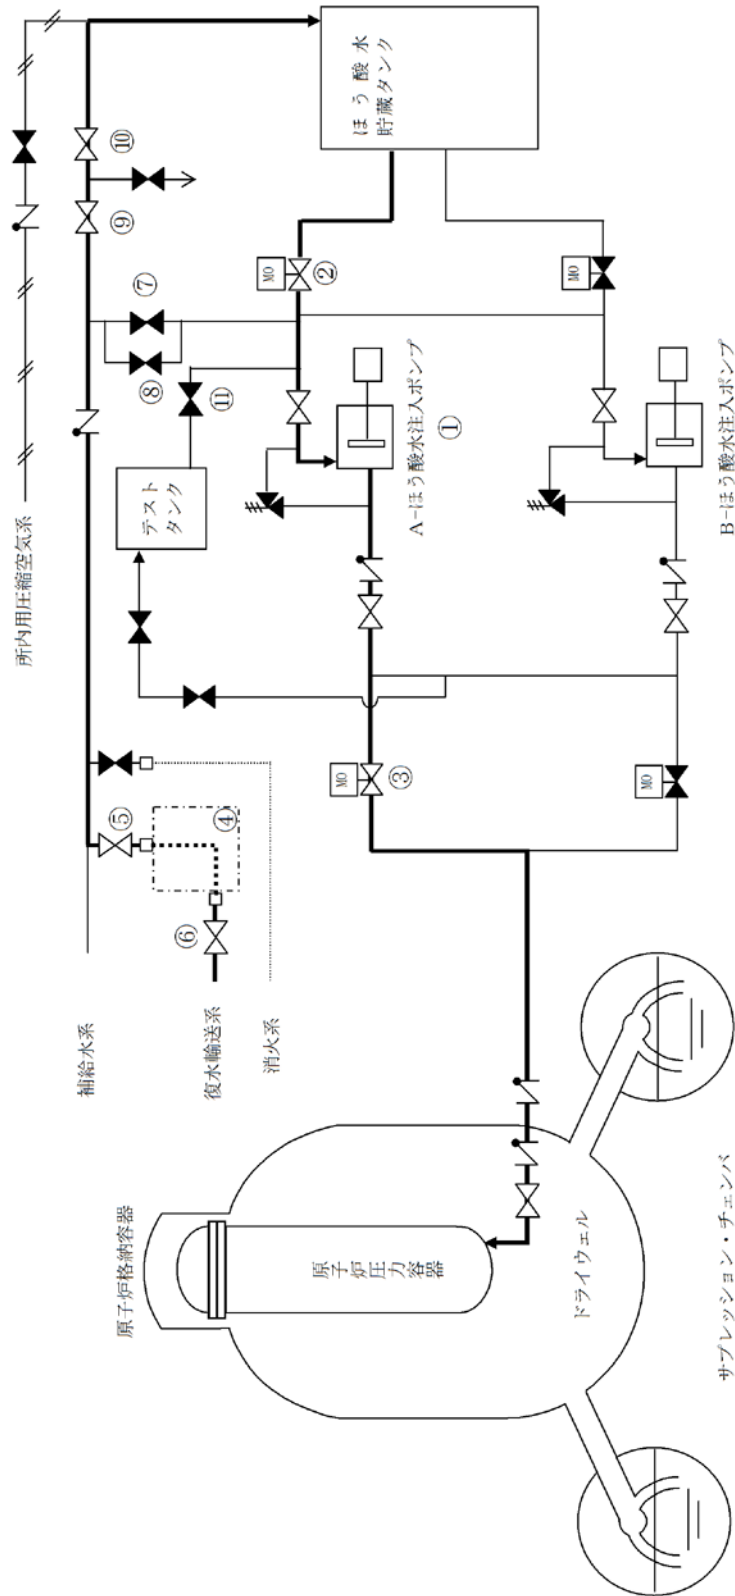 原子炉格納容器
原子炉圧力容器
ドライウェル
サプレッション・チェンバ
補給水系
復水輸送系
消火系
⑤
④
⑥
所内用圧縮空気系
テスト
タンク
⑦
⑧
⑨
⑩
⑪
MO
②
MO
③
A-ほう酸水注入ポンプ
①
MO
MO
B-ほう酸水注入ポンプ
ほう酸水
貯蔵タンク